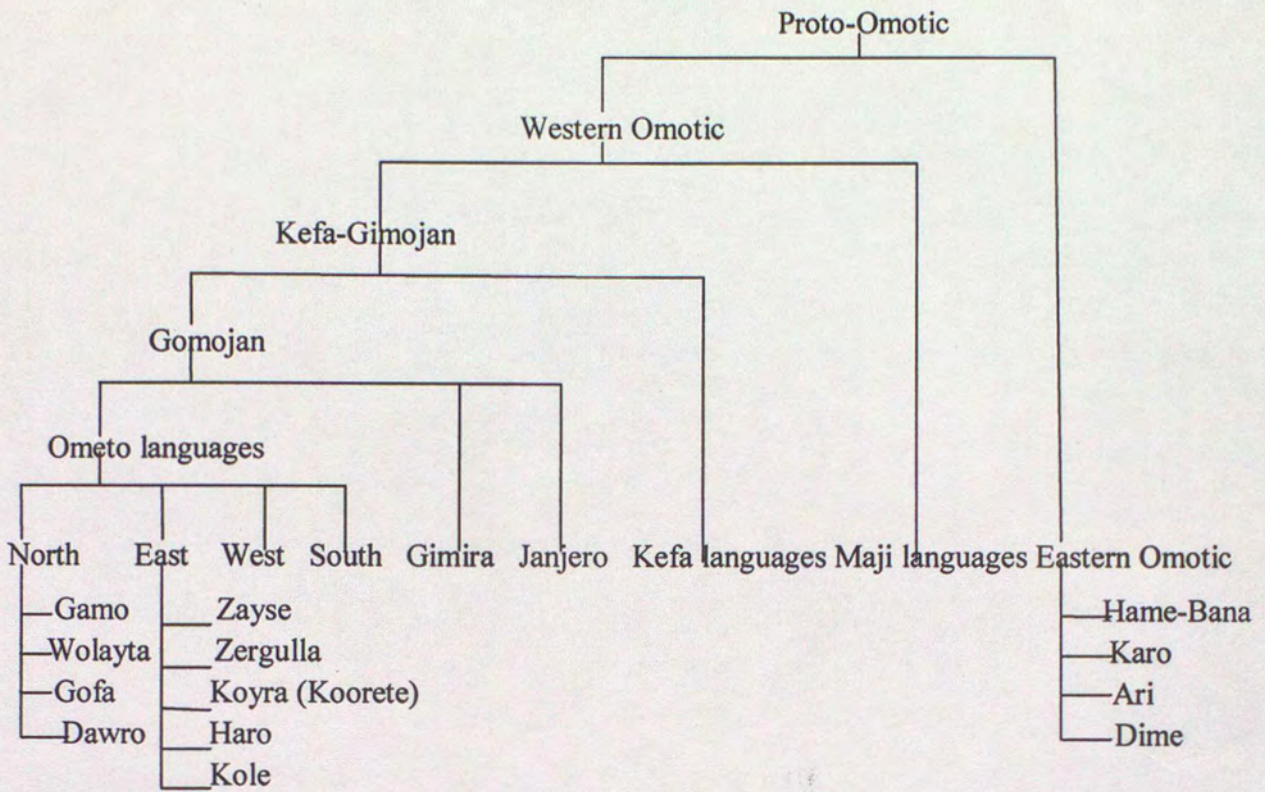 Proto-Omotic
Western Omotic
Kefa-Gimojan
Gomojan
Ometo languages
North East West South Gimira Janjero Kefa languages Maji languages Eastern Omotic
Gamo Zayse Hame-Bana
Wolayta Zergulla Karo
Gofa Koyra (Koorete) Ari
Dawro Haro Dime
Kole